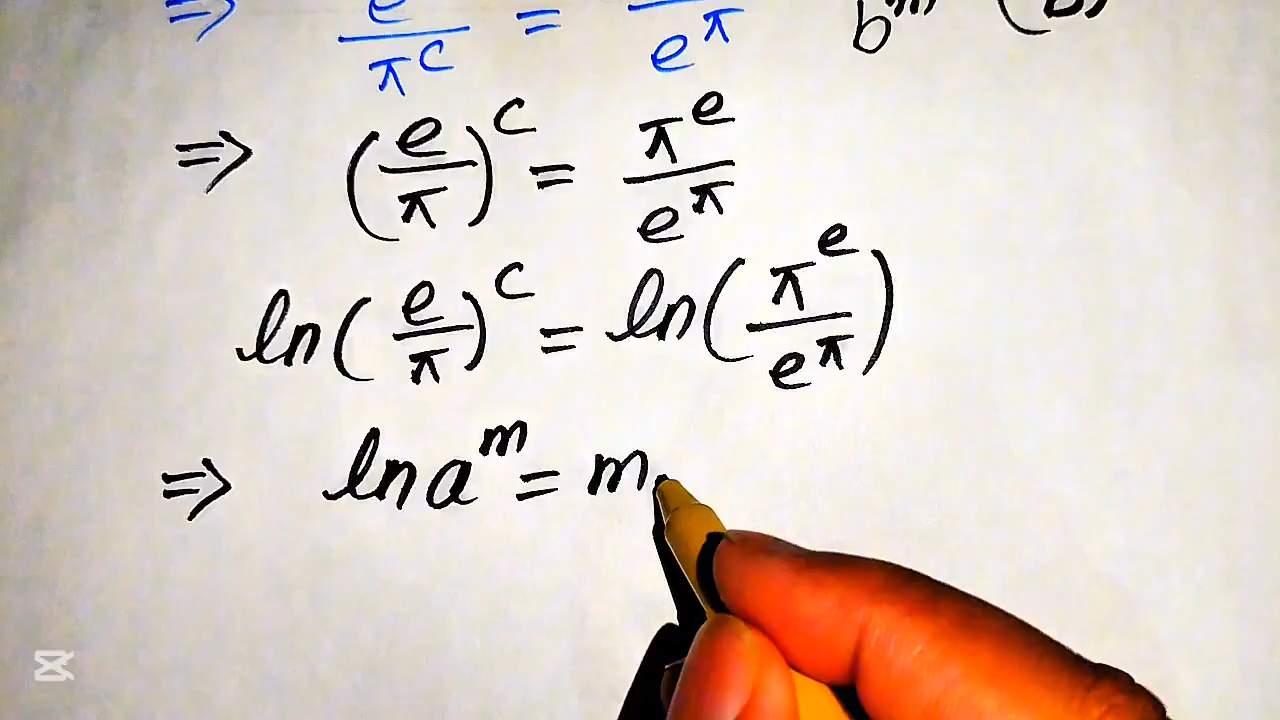 ⇒ e/π^c = /e^π b^m (b)
⇒ (e/π)^c = π^e/e^π
ln(e/π)^c = ln(π^e/e^π)
⇒ ln a^m = m